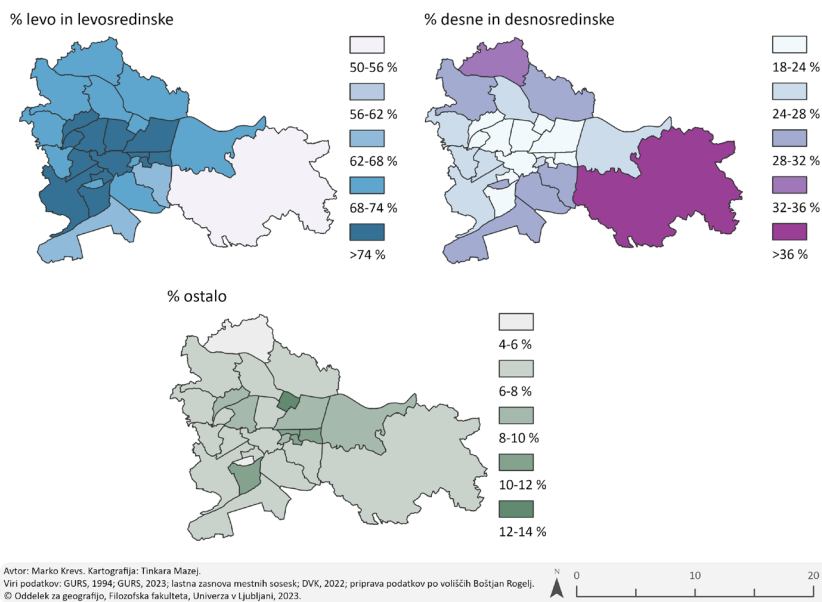 % levo in levosredinske
50-56 %
56-62 %
62-68 %
68-74 %
>74 %
% desne in desnosredinske
18-24 %
24-28 %
28-32 %
32-36 %
>36 %
% ostalo
4-6 %
6-8 %
8-10 %
10-12 %
12-14 %
Avtor: Marko Krevs. Kartografija: Tinkara Mazej.
Viri podatkov: GURS, 1994; GURS, 2023; lastna zasnova mestnih sosesk; DVK, 2022; priprava podatkov po voliščih Boštjan Rogelj.
© Oddelek za geografijo, Filozofska fakulteta, Univerza v Ljubljani, 2023.
N
0 10 20